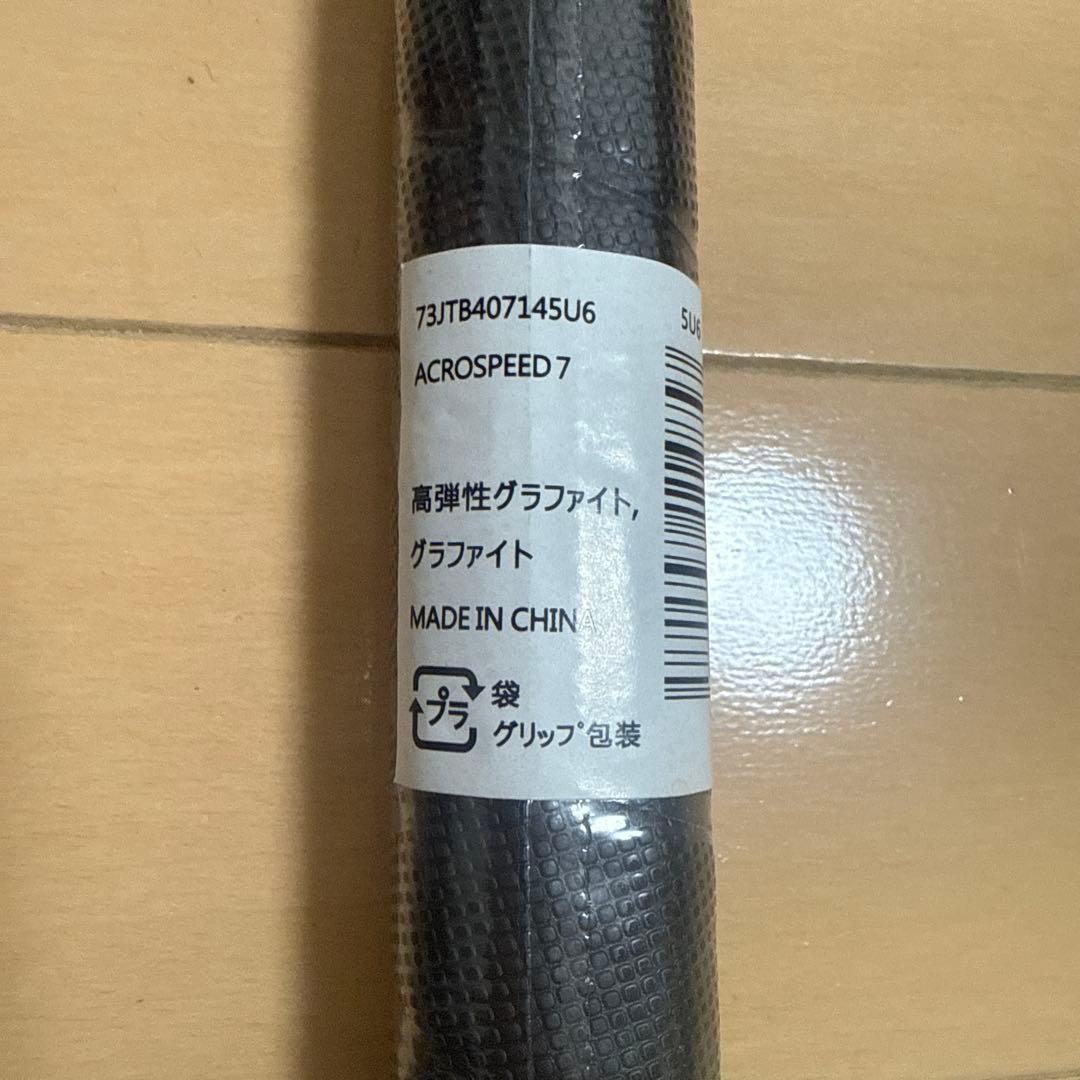 73JTB407145U6
5U6
ACROSPEED 7
高弾性グラファイト,
グラファイト
MADE IN CHINA
プラ 袋
グリップ包装